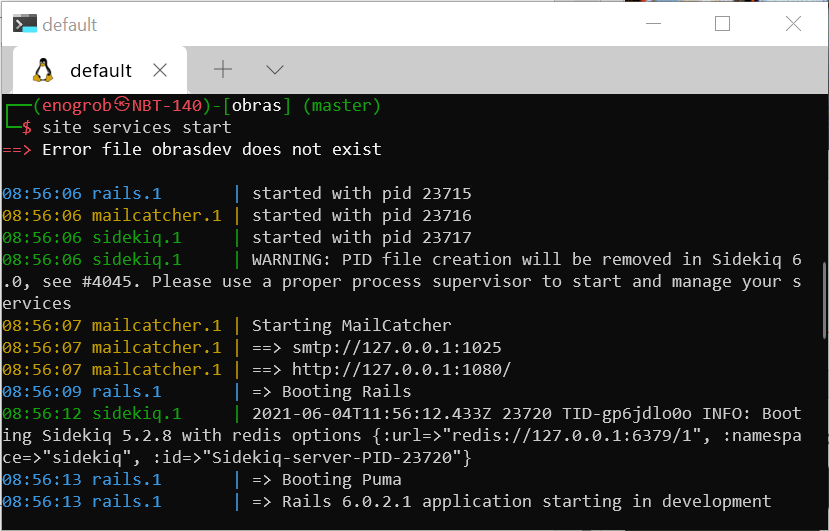 default
default
┌──(enogrob㉿NBT-140)-[obras] (master)
└─$ site services start
==> Error file obrasdev does not exist
08:56:06 rails.1       | started with pid 23715
08:56:06 mailcatcher.1 | started with pid 23716
08:56:06 sidekiq.1     | started with pid 23717
08:56:06 sidekiq.1     | WARNING: PID file creation will be removed in Sidekiq 6
.0, see #4045. Please use a proper process supervisor to start and manage your s
ervices
08:56:07 mailcatcher.1 | Starting MailCatcher
08:56:07 mailcatcher.1 | ==> smtp://127.0.0.1:1025
08:56:07 mailcatcher.1 | ==> http://127.0.0.1:1080/
08:56:09 rails.1       | => Booting Rails
08:56:12 sidekiq.1     | 2021-06-04T11:56:12.433Z 23720 TID-gp6jdlo0o INFO: Boot
ing Sidekiq 5.2.8 with redis options {:url=>"redis://127.0.0.1:6379/1", :namespa
ce=>"sidekiq", :id=>"Sidekiq-server-PID-23720"}
08:56:13 rails.1       | => Booting Puma
08:56:13 rails.1       | => Rails 6.0.2.1 application starting in development